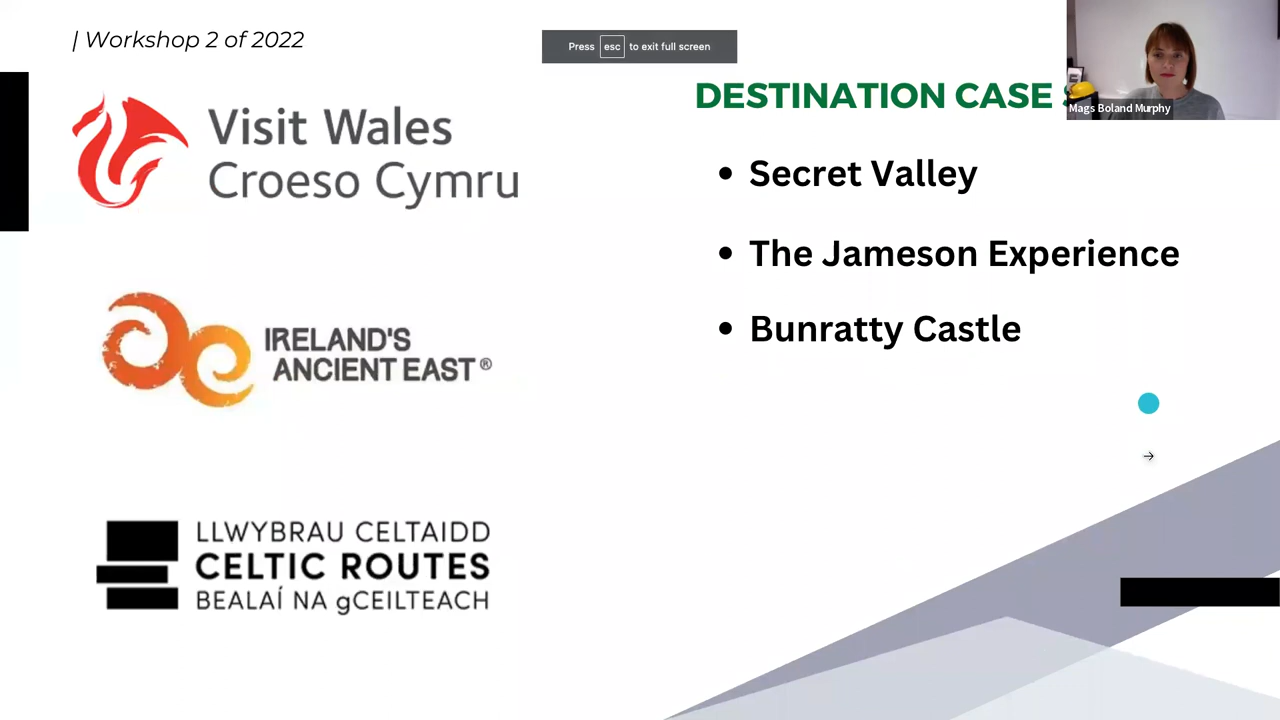 | Workshop 2 of 2022
Press esc to exit full screen
Visit Wales
Croeso Cymru
IRELAND'S
ANCIENT EAST®
LLWYBRAU CELTAIDD
CELTIC ROUTES
BEALAÍ NA gCEILTEACH
DESTINATION CASE
Mags Boland Murphy
• Secret Valley
• The Jameson Experience
• Bunratty Castle
→